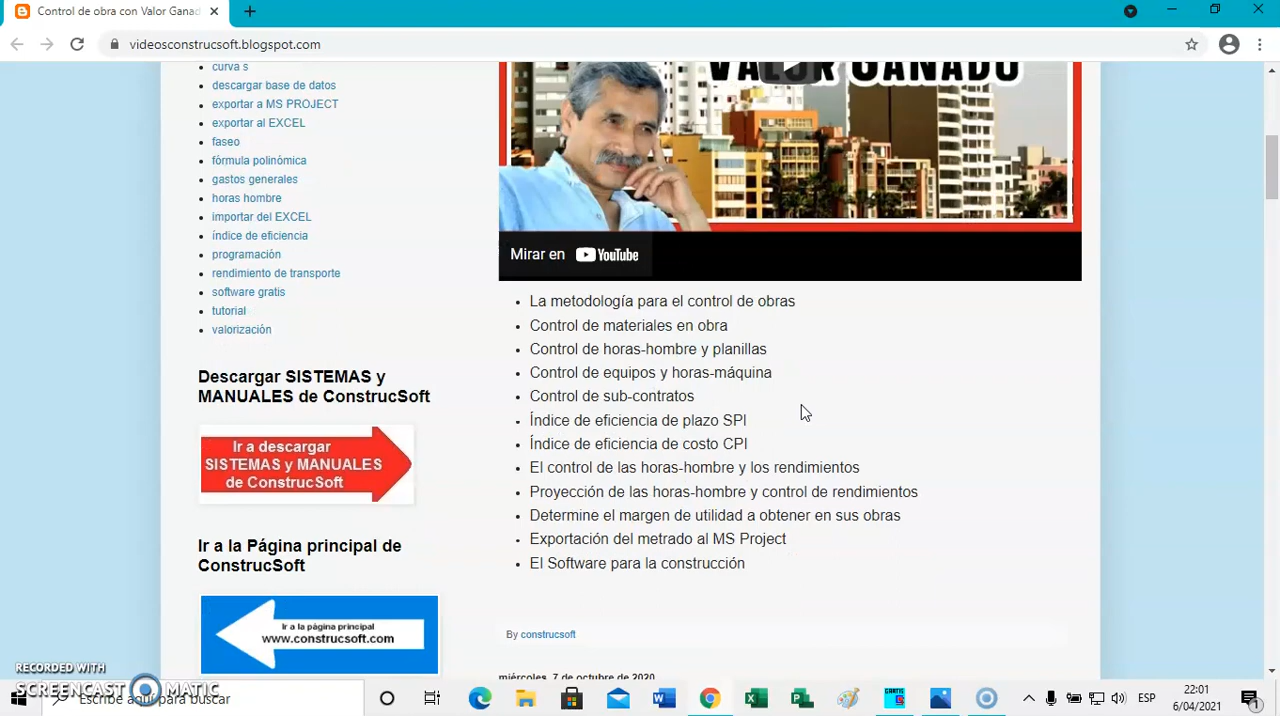 Control de obra con Valor Ganad
videosconstrucsoft.blogspot.com
curva s
descargar base de datos
exportar a MS PROJECT
exportar al EXCEL
faseo
fórmula polinómica
gastos generales
horas hombre
importar del EXCEL
índice de eficiencia
programación
rendimiento de transporte
software gratis
tutorial
valorización
Descargar SISTEMAS y
MANUALES de ConstrucSoft
Ir a descargar
SISTEMAS y MANUALES
de ConstrucSoft
Ir a la Página principal de
ConstrucSoft
Ir a la página principal
www.construcsoft.com
VALOR GANADO
Mirar en YouTube
La metodología para el control de obras
Control de materiales en obra
Control de horas-hombre y planillas
Control de equipos y horas-máquina
Control de sub-contratos
Índice de eficiencia de plazo SPI
Índice de eficiencia de costo CPI
El control de las horas-hombre y los rendimientos
Proyección de las horas-hombre y control de rendimientos
Determine el margen de utilidad a obtener en sus obras
Exportación del metrado al MS Project
El Software para la construcción
By construcsoft
miércoles, 7 de octubre de 2020
RECORDED WITH
SCREENCAST MATIC
Escribe aquí para buscar
ESP
22:01
6/04/2021